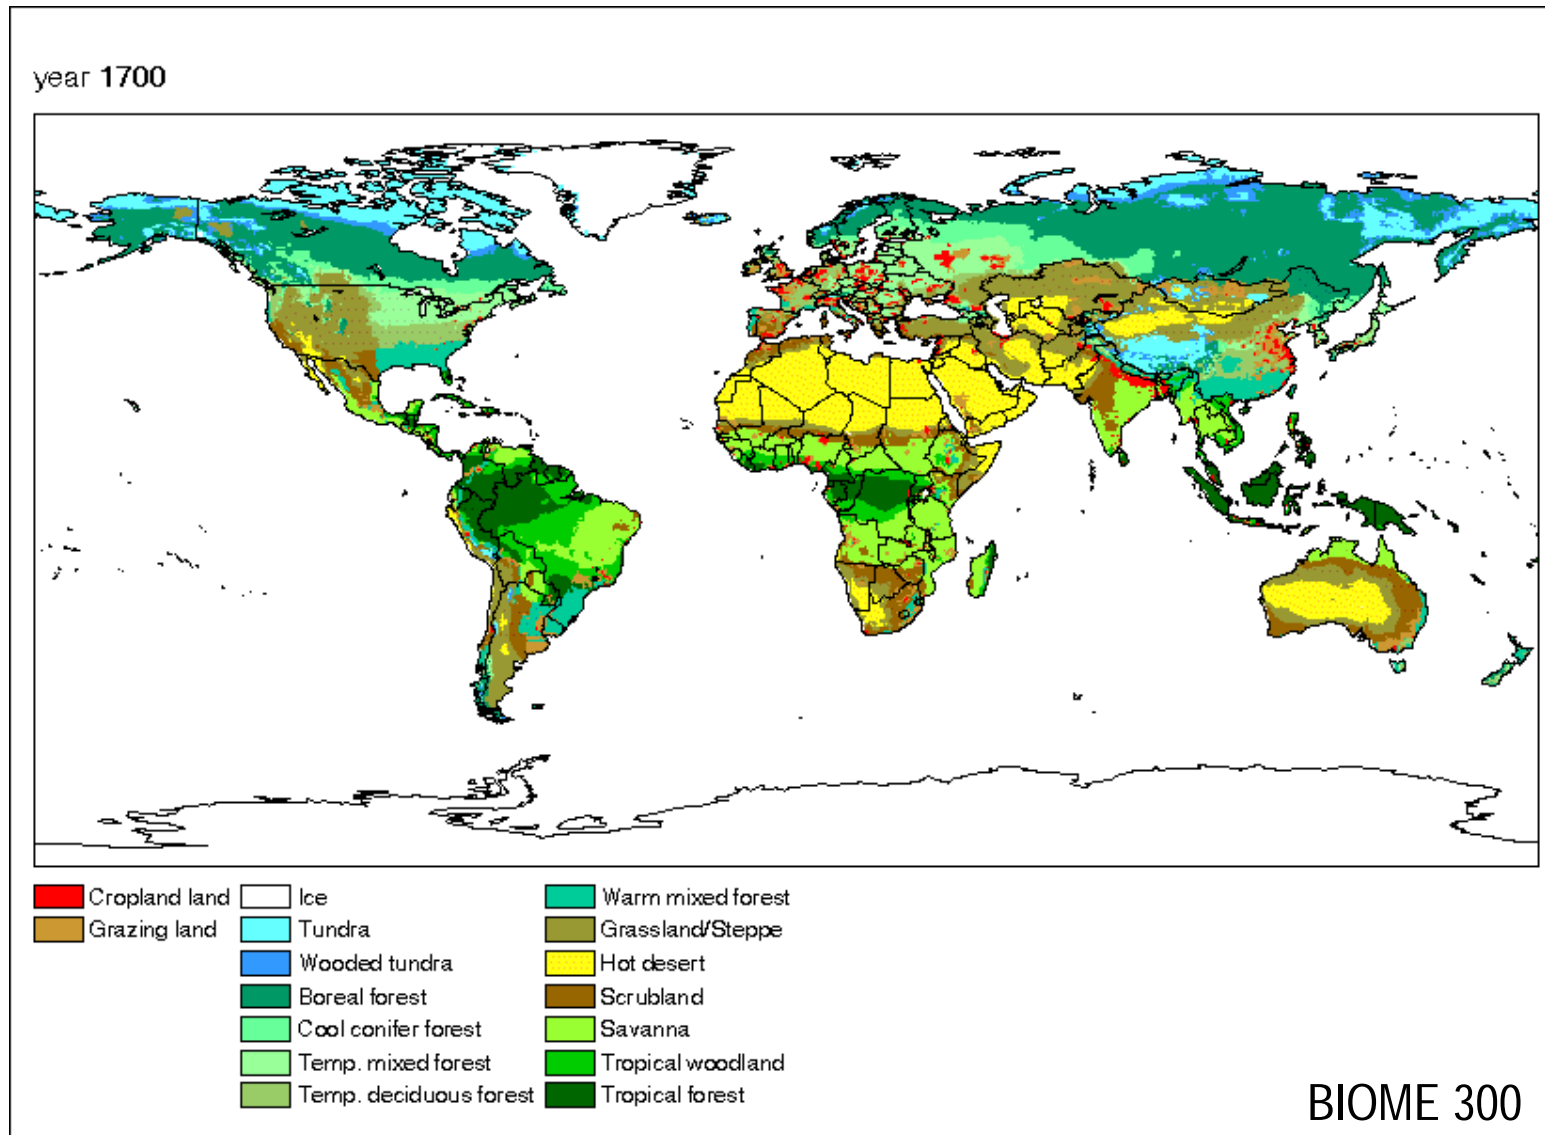 year 1700
Cropland land
Grazing land
Ice
Tundra
Wooded tundra
Boreal forest
Cool conifer forest
Temp. mixed forest
Temp. deciduous forest
Warm mixed forest
Grassland/Steppe
Hot desert
Scrubland
Savanna
Tropical woodland
Tropical forest
BIOME 300